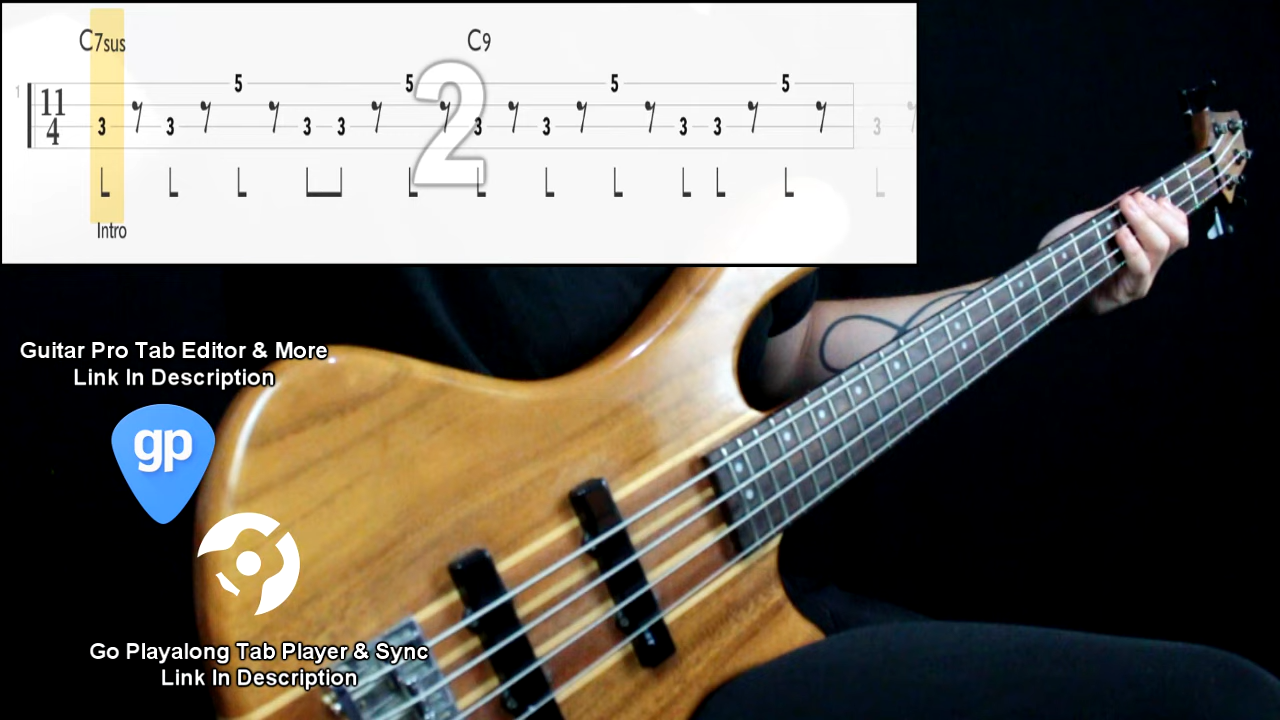 C7sus C9
1 5 5 5 5
11
4 3 3 3 3 2 3 3 3 3 3
Intro
Guitar Pro Tab Editor & More
Link In Description
gp
Go Playalong Tab Player & Sync
Link In Description